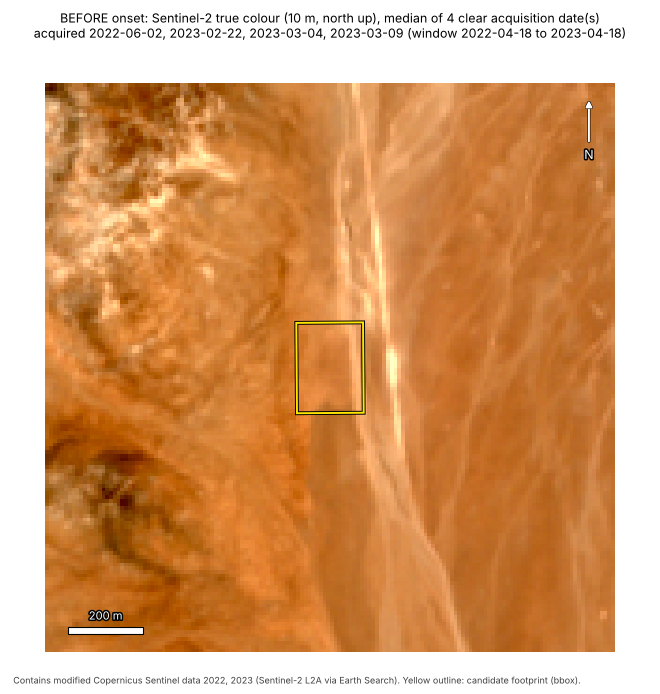 BEFORE onset: Sentinel-2 true colour (10 m, north up), median of 4 clear acquisition date(s)
acquired 2022-06-02, 2023-02-22, 2023-03-04, 2023-03-09 (window 2022-04-18 to 2023-04-18)
N
200 m
Contains modified Copernicus Sentinel data 2022, 2023 (Sentinel-2 L2A via Earth Search). Yellow outline: candidate footprint (bbox).